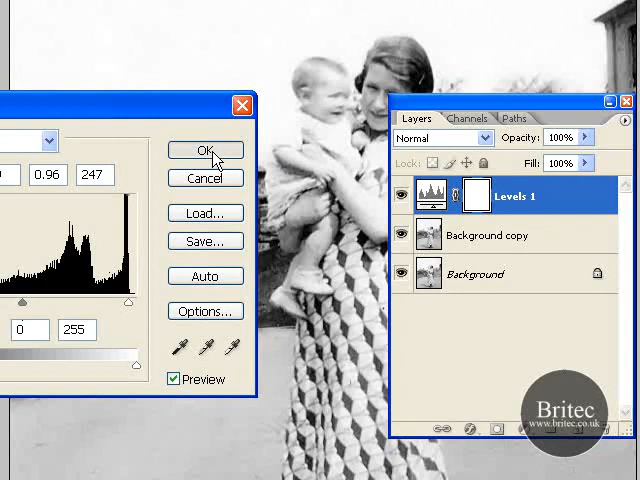 OK
Cancel
Load...
Save...
Auto
Options...
Preview
0.96
247
0
255
Layers
Channels
Paths
Normal
Opacity:
100%
Lock:
Fill:
100%
Levels 1
Background copy
Background
Britec
www.britec.co.uk